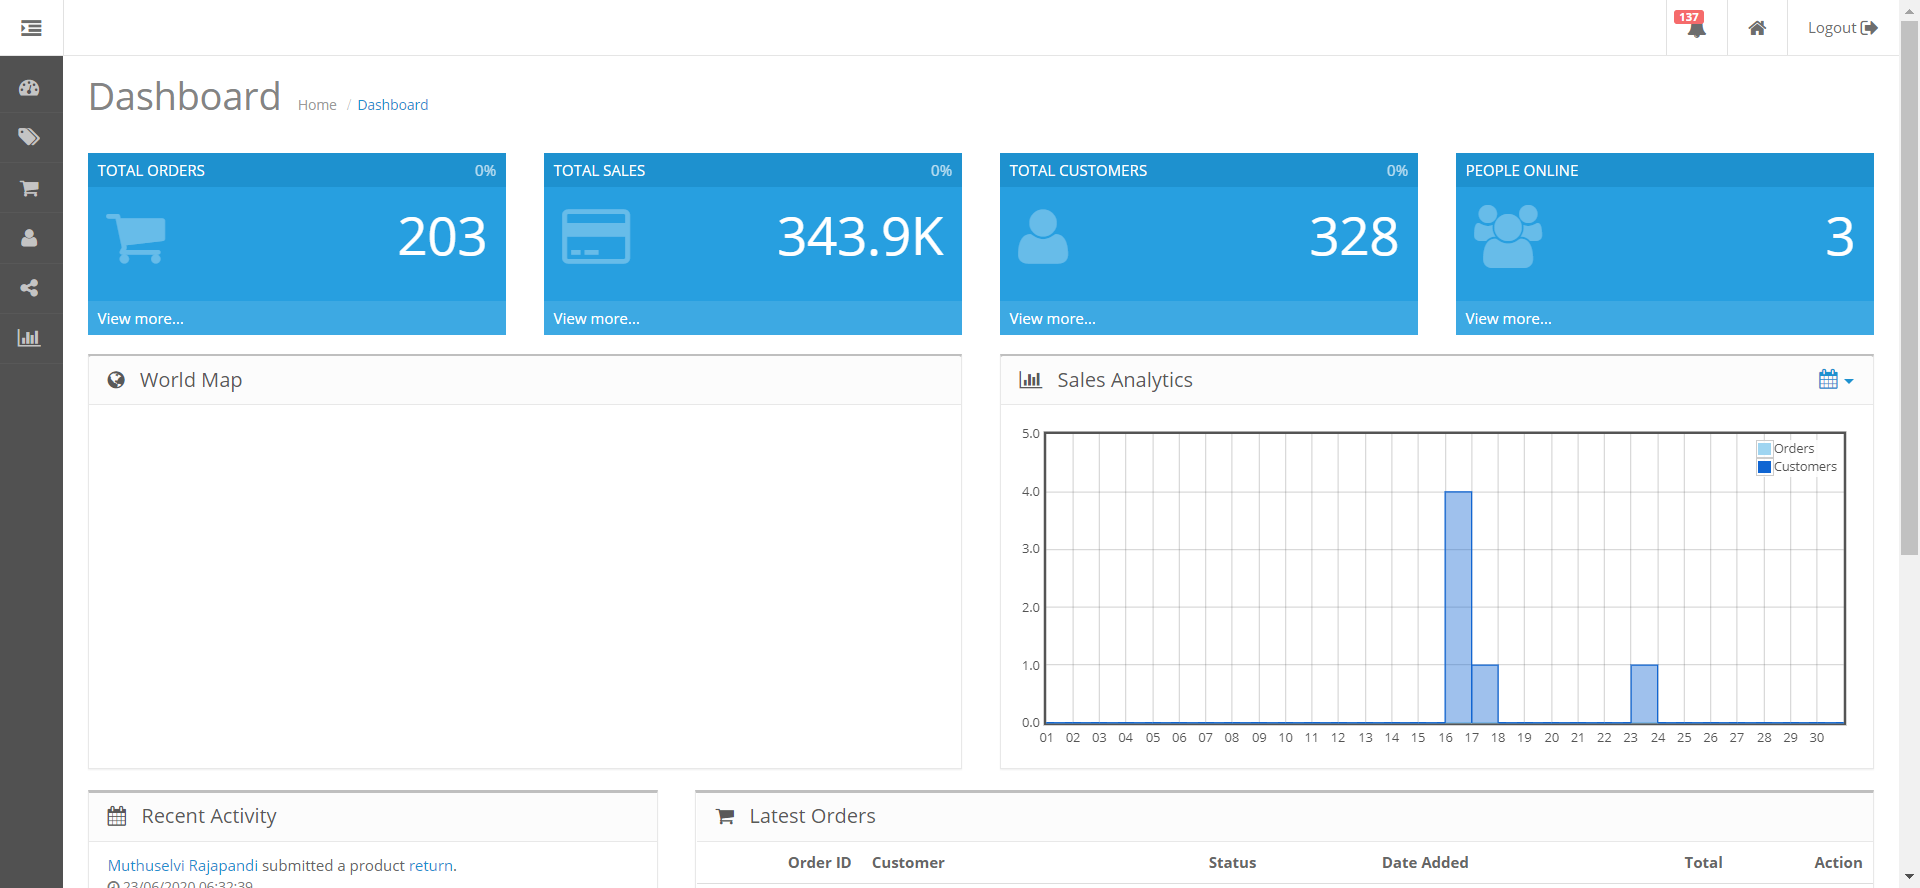 137
Logout
Dashboard Home / Dashboard
TOTAL ORDERS 0%
203
View more...
TOTAL SALES 0%
343.9K
View more...
TOTAL CUSTOMERS 0%
328
View more...
PEOPLE ONLINE
3
View more...
World Map
Sales Analytics
5.0
4.0
3.0
2.0
1.0
0.0
Orders
Customers
01 02 03 04 05 06 07 08 09 10 11 12 13 14 15 16 17 18 19 20 21 22 23 24 25 26 27 28 29 30
Recent Activity
Muthuselvi Rajapandi submitted a product return.
23/06/2020 06:32:39
Latest Orders
Order ID Customer Status Date Added Total Action